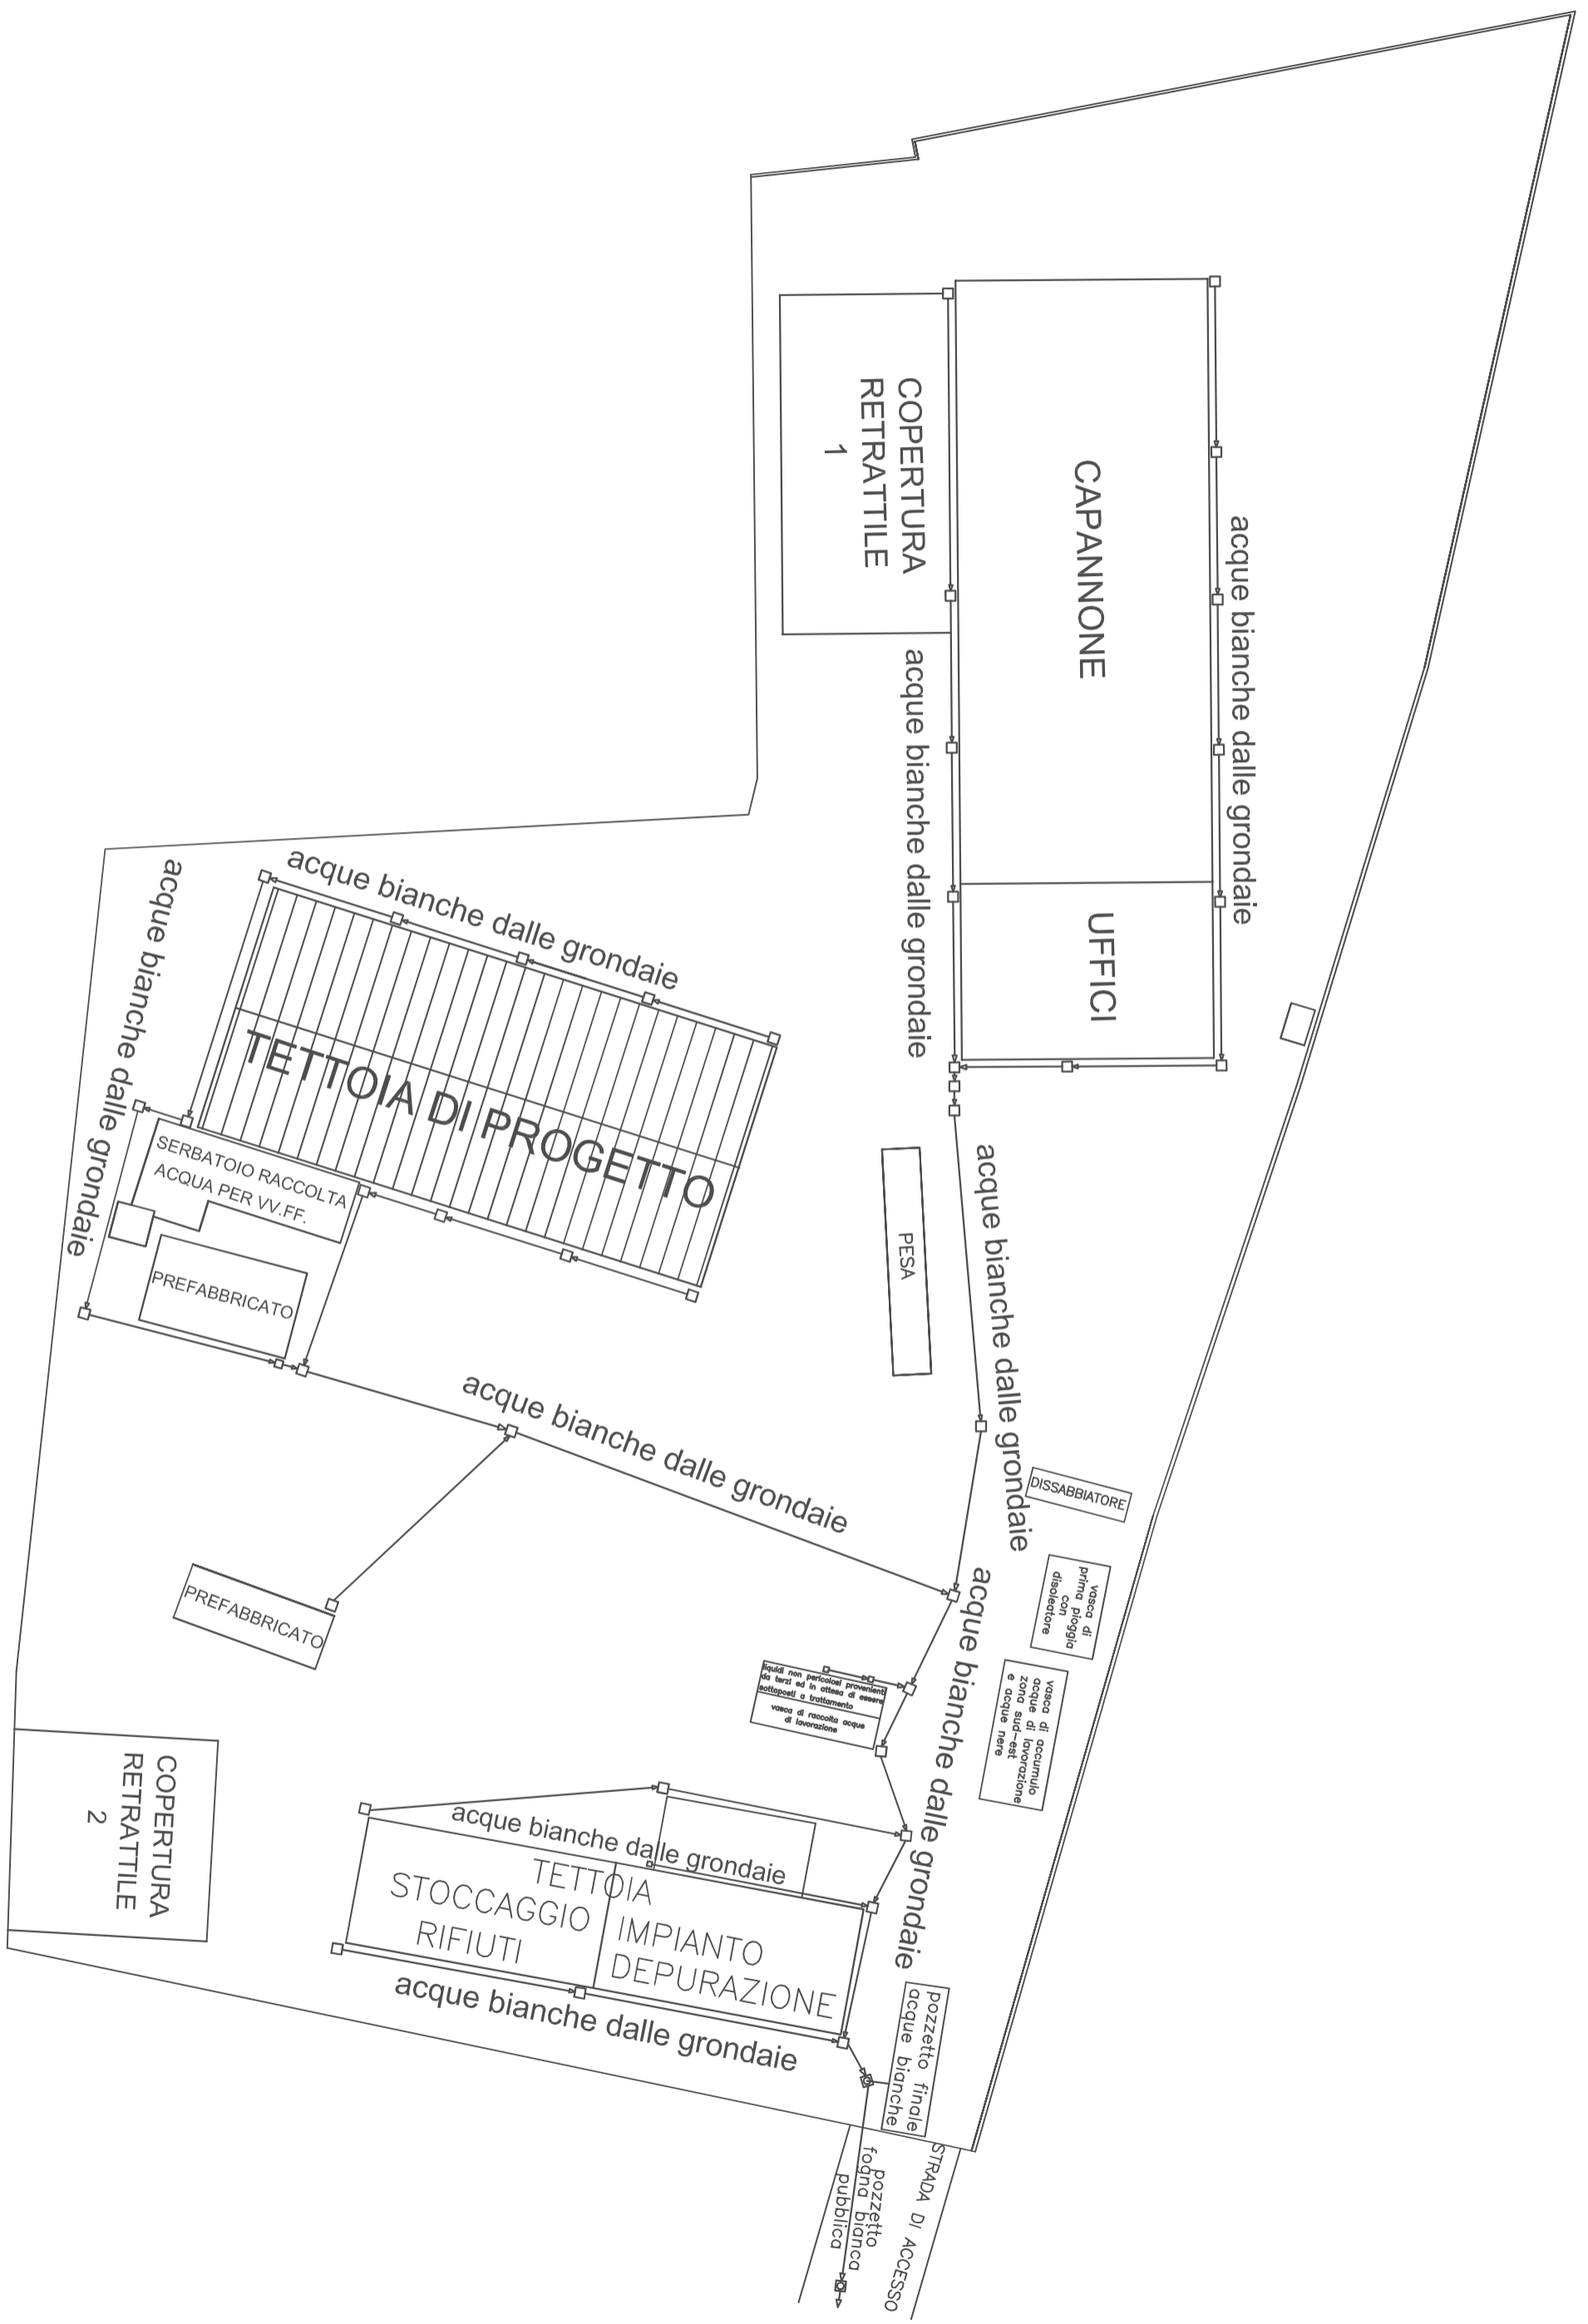 COPERTURA
RETRATTILE
1
CAPANNONE
acque bianche dalle grondaie
acque bianche dalle grondaie
UFFICI
acque bianche dalle grondaie
acque bianche dalle grondaie
TETTOIA DI PROGETTO
SERBATOIO RACCOLTA
ACQUA PER VV.FF.
PREFABBRICATO
PESA
acque bianche dalle grondaie
acque bianche dalle grondaie
DISSABBIATORE
vasca di
prima pioggia
con
disoleatore
PREFABBRICATO
acque bianche dalle grondaie
vasca di accumulo
acque di lavorazione
zona sud-est
e acque nere
liquidi non pericolosi provenienti
da terzi ed in attesa di essere
sottoposti a trattamento
vasca di raccolta acque
di lavorazione
COPERTURA
RETRATTILE
2
acque bianche dalle grondaie
TETTOIA
STOCCAGGIO
RIFIUTI
IMPIANTO
DEPURAZIONE
acque bianche dalle grondaie
pozzetto finale
acque bianche
pozzetto
fogna bianca
pubblica
STRADA DI ACCESSO